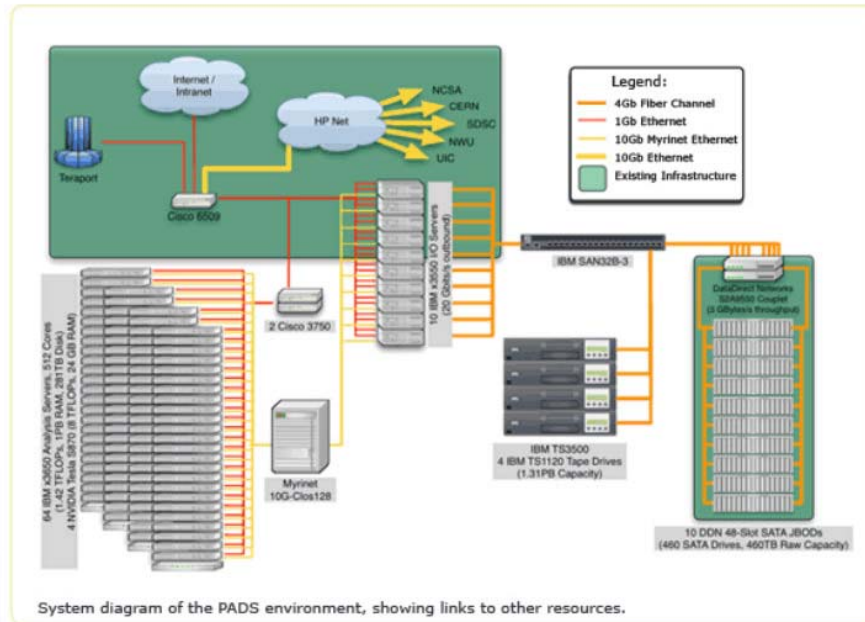 Internet /
Intranet
HP Net
NCSA
CERN
SDSC
NWU
UIC
Teraport
Cisco 6509
Legend:
4Gb Fiber Channel
1Gb Ethernet
10Gb Myrinet Ethernet
10Gb Ethernet
Existing Infrastructure
10 IBM x3550 I/O Servers
(20 Gbits/s outbound)
IBM SAN32B-3
DataDirect Networks
S2A9550 Couplet
(3 GBytes/s throughput)
2 Cisco 3750
64 IBM x3650 Analysis Servers, 512 Cores
(1.42 TFLOPs, 1PB RAM, 281TB Disk)
4 NVIDIA Tesla S870 (8 TFLOPs, 24 GB RAM)
Myrinet
10G-Clos128
IBM TS3500
4 IBM TS1120 Tape Drives
(1.31PB Capacity)
10 DDN 48-Slot SATA JBODs
(460 SATA Drives, 460TB Raw Capacity)
System diagram of the PADS environment, showing links to other resources.